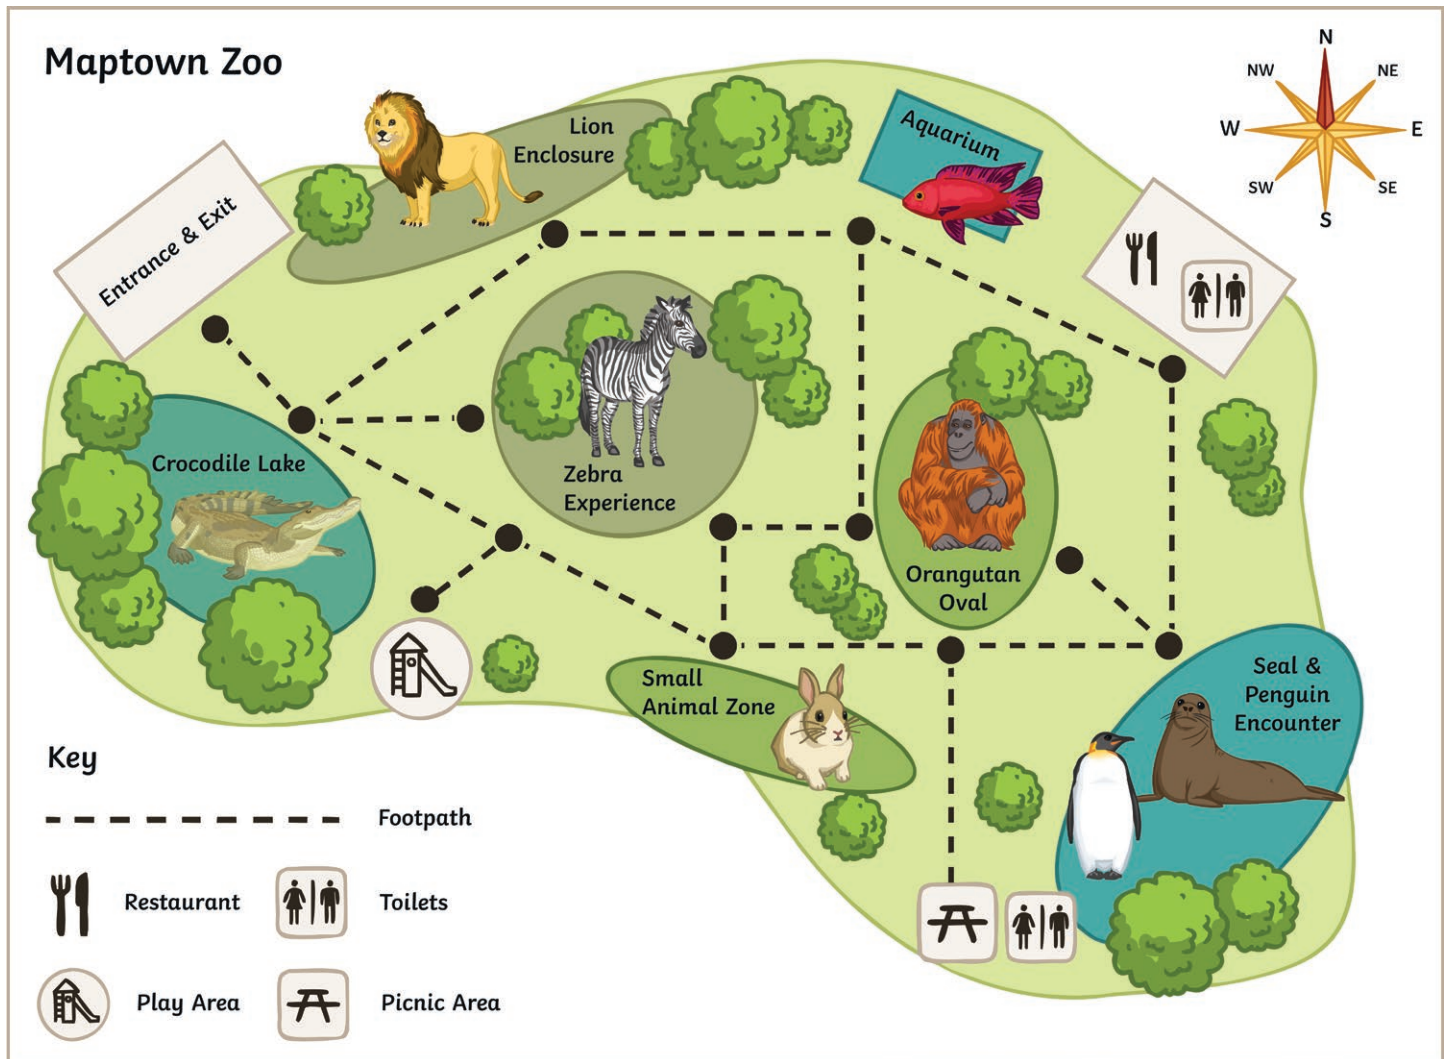 Maptown Zoo
N
NW
NE
W
E
SW
SE
S
Lion
Enclosure
Aquarium
Entrance & Exit
Crocodile Lake
Zebra
Experience
Orangutan
Oval
Small
Animal Zone
Seal &
Penguin
Encounter
Key
Footpath
Restaurant
Toilets
Play Area
Picnic Area